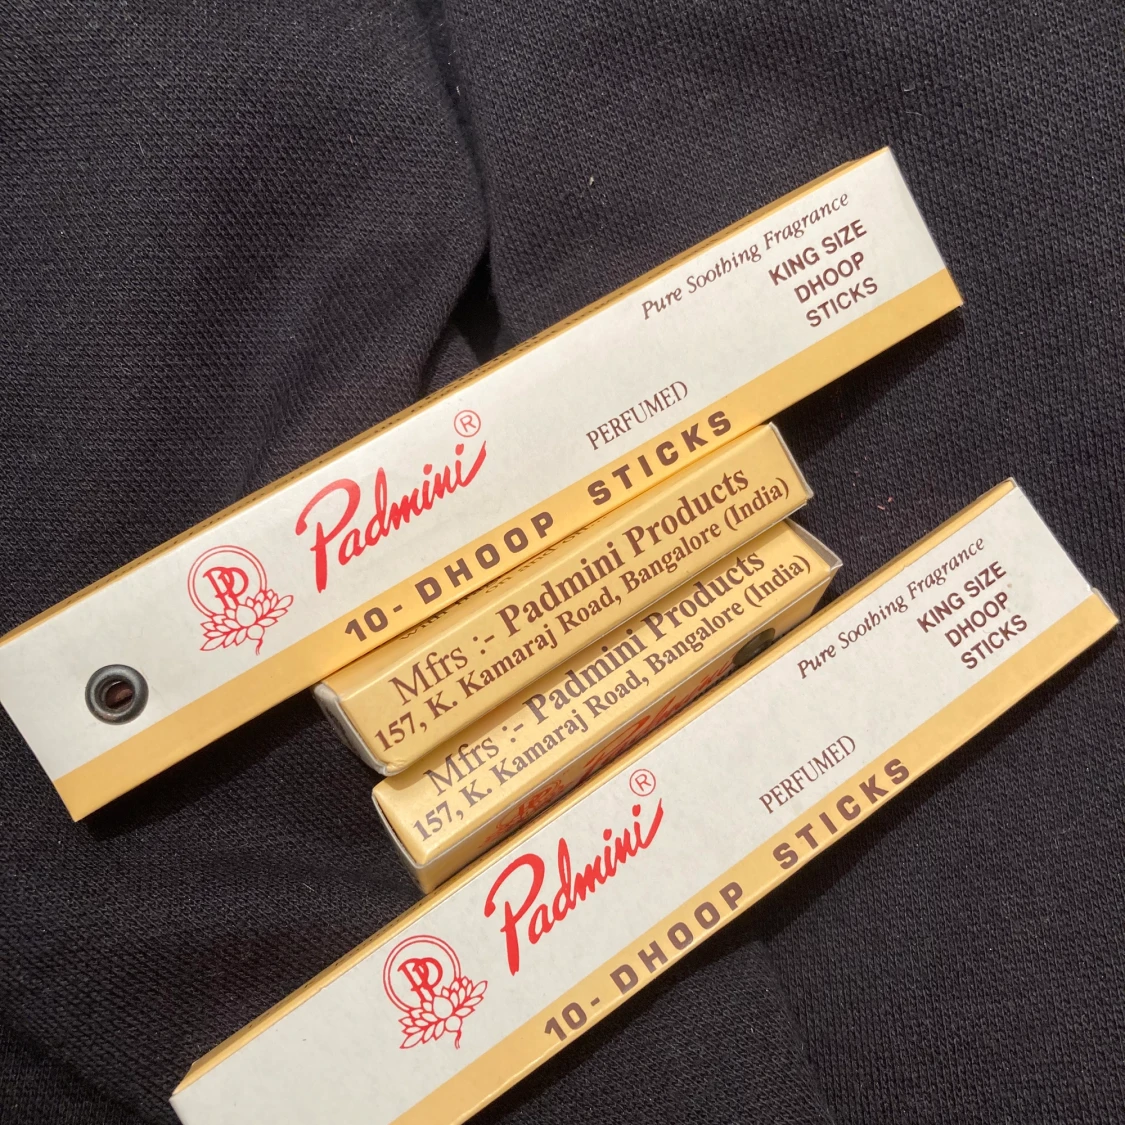 Pure Soothing Fragrance
KING SIZE
DHOOP
STICKS
PERFUMED
Padmini ®
PP
10- DHOOP STICKS
Mfrs :- Padmini Products
157, K. Kamaraj Road, Bangalore (India)
Mfrs :- Padmini Products
157, K. Kamaraj Road, Bangalore (India)
Pure Soothing Fragrance
KING SIZE
DHOOP
STICKS
PERFUMED
Padmini ®
PP
10- DHOOP STICKS